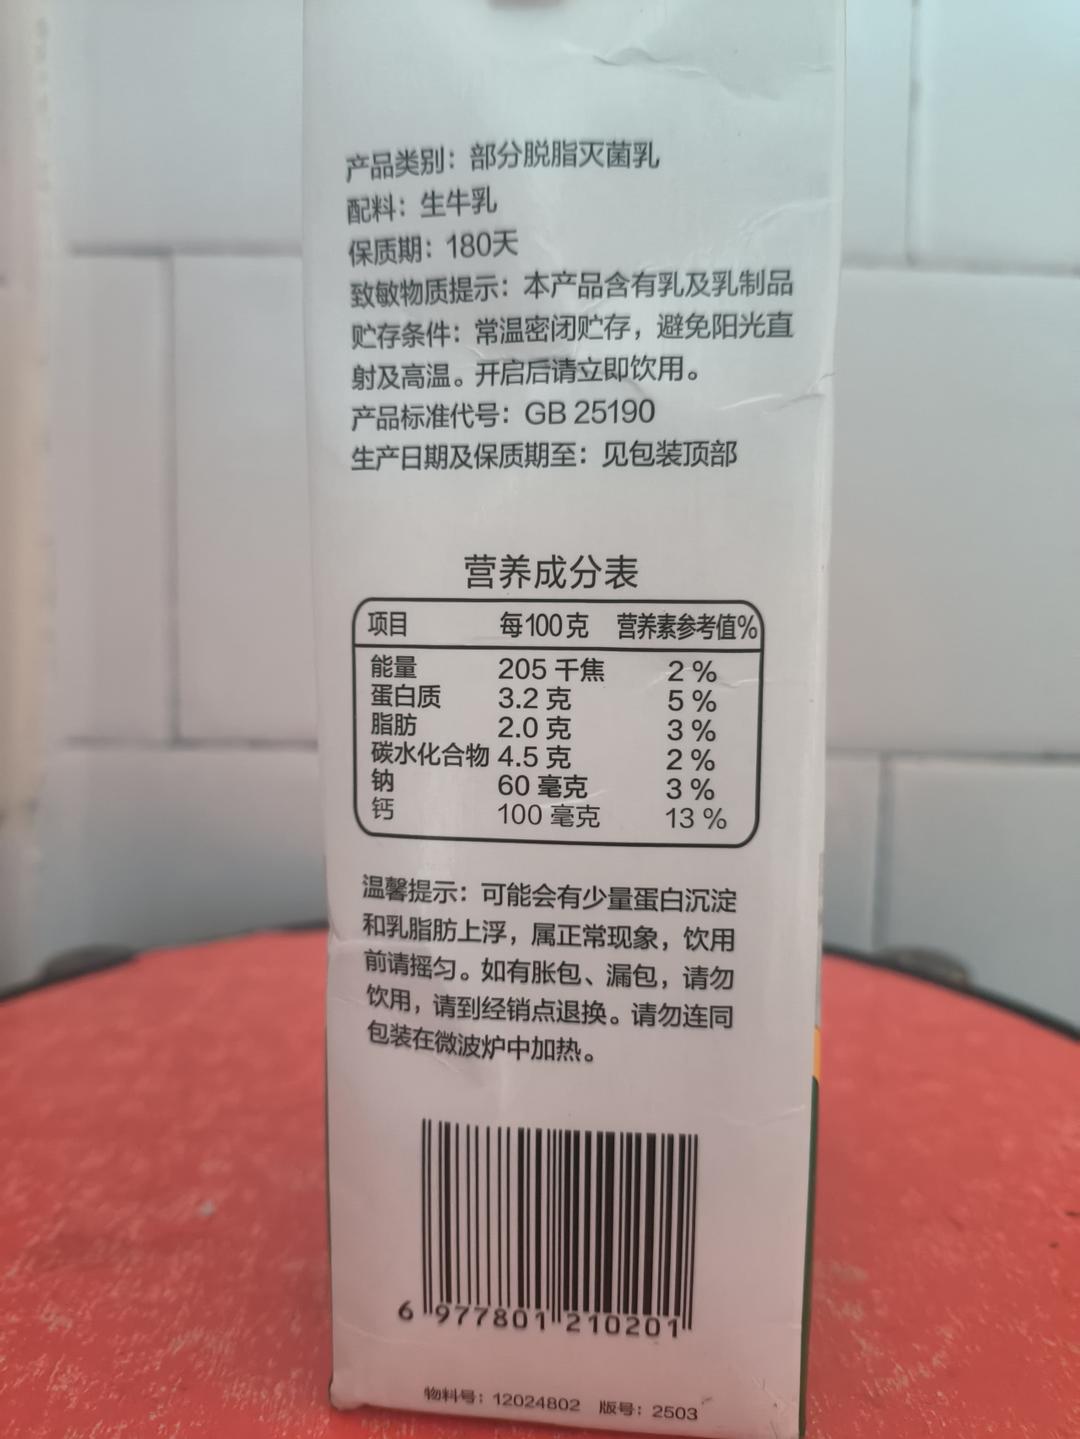 产品类别：部分脱脂灭菌乳
配料：生牛乳
保质期：180天
致敏物质提示：本产品含有乳及乳制品
贮存条件：常温密闭贮存，避免阳光直
射及高温。开启后请立即饮用。
产品标准代号：GB 25190
生产日期及保质期至：见包装顶部
营养成分表
项目 每100克 营养素参考值%
能量 205 千焦 2 %
蛋白质 3.2 克 5 %
脂肪 2.0 克 3 %
碳水化合物 4.5 克 2 %
钠 60 毫克 3 %
钙 100 毫克 13 %
温馨提示：可能会有少量蛋白沉淀
和乳脂肪上浮，属正常现象，饮用
前请摇匀。如有胀包、漏包，请勿
饮用，请到经销点退换。请勿连同
包装在微波炉中加热。
6 977801 210201
物料号：12024802 版号：2503